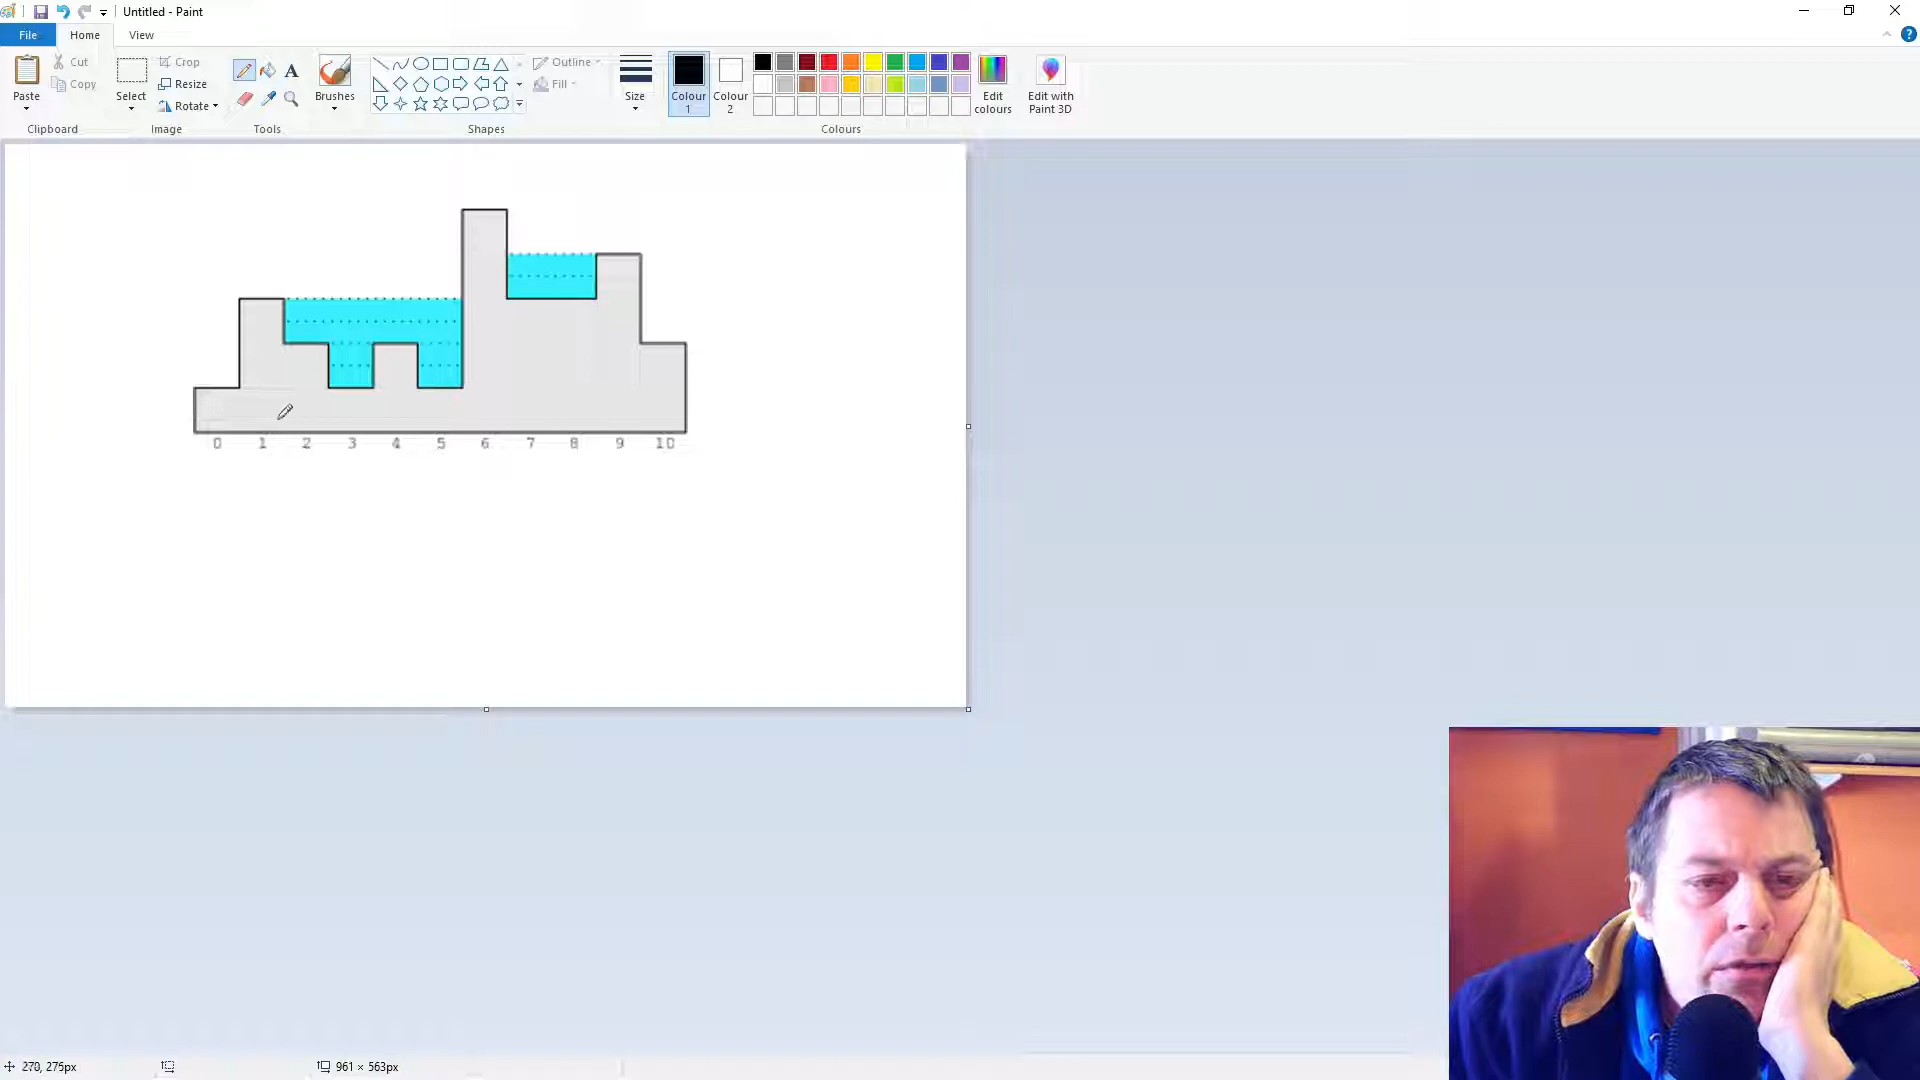 Untitled - Paint
File Home View
Paste
Cut
Copy
Clipboard
Select
Crop
Resize
Rotate
Image
Tools
Brushes
Shapes
Outline
Fill
Size
Colour 1
Colour 2
Edit colours
Edit with Paint 3D
Colours
0 1 2 3 4 5 6 7 8 9 10
270, 275px
961 × 563px